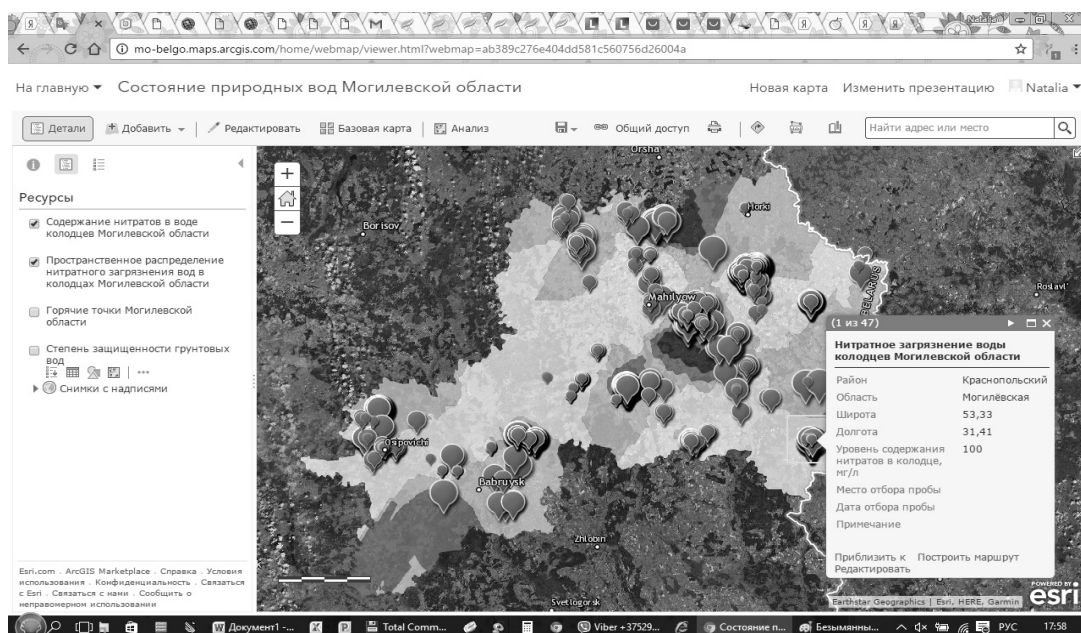 mo-belgo.maps.arcgis.com/home/webmap/viewer.html?webmap=ab389c276e404dd581c560756d26004a
На главную Состояние природных вод Могилевской области Новая карта Изменить презентацию Natalia
Детали Добавить Редактировать Базовая карта Анализ Общий доступ Найти адрес или место
Ресурсы
Содержание нитратов в воде
колодцев Могилевской области
Пространственное распределение
нитратного загрязнения вод в
колодцах Могилевской области
Горячие точки Могилевской
области
Степень защищенности грунтовых
вод
Снимки с надписями
Esri.com . ArcGIS Marketplace . Справка . Условия
использования . Конфиденциальность . Связаться
с Esri . Связаться с нами . Сообщить о
неправомерном использовании
Orsha
Borisov
Horki
Mahilyow
BELARUS
Roslavl'
Osipovichi
Babruysk
Zhlobin
Svetlogorsk
(1 из 47)
Нитратное загрязнение воды
колодцев Могилевской области
Район Краснопольский
Область Могилёвская
Широта 53,33
Долгота 31,41
Уровень содержания 100
нитратов в колодце,
мг/л
Место отбора пробы
Дата отбора пробы
Примечание
Приблизить к Построить маршрут
Редактировать
POWERED BY
esri
Earthstar Geographics | Esri, HERE, Garmin
Документ1 -... Total Comm... Viber +37529... Состояние п... Безымянны... РУС 17:58